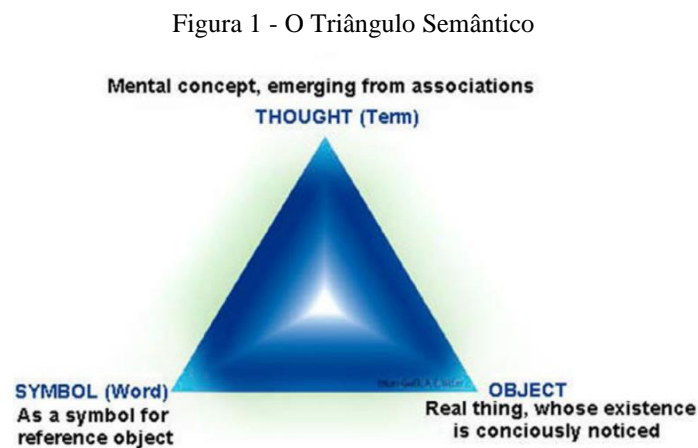 Figura 1 - O Triângulo Semântico
Mental concept, emerging from associations
THOUGHT (Term)
SYMBOL (Word)
As a symbol for
reference object
OBJECT
Real thing, whose existence
is conciously noticed